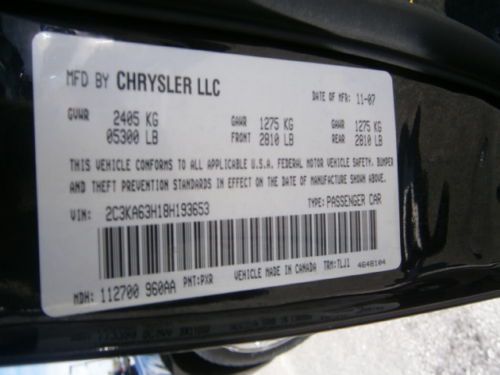 MFD BY CHRYSLER LLC
DATE OF MFR 11-07
GVWR 2405 KG 05300 LB
GAWR FRONT 1275 KG 2810 LB
GAWR REAR 1275 KG 2810 LB
THIS VEHICLE CONFORMS TO ALL APPLICABLE U.S.A. FEDERAL MOTOR VEHICLE SAFETY, BUMPER
AND THEFT PREVENTION STANDARDS IN EFFECT ON THE DATE OF MANUFACTURE SHOWN ABOVE.
VIN: 2C3KA63H18H193653 TYPE: PASSENGER CAR
MDH: 112700 960AA PNT: PXR VEHICLE MADE IN CANADA TRM: TLJ1 4648104